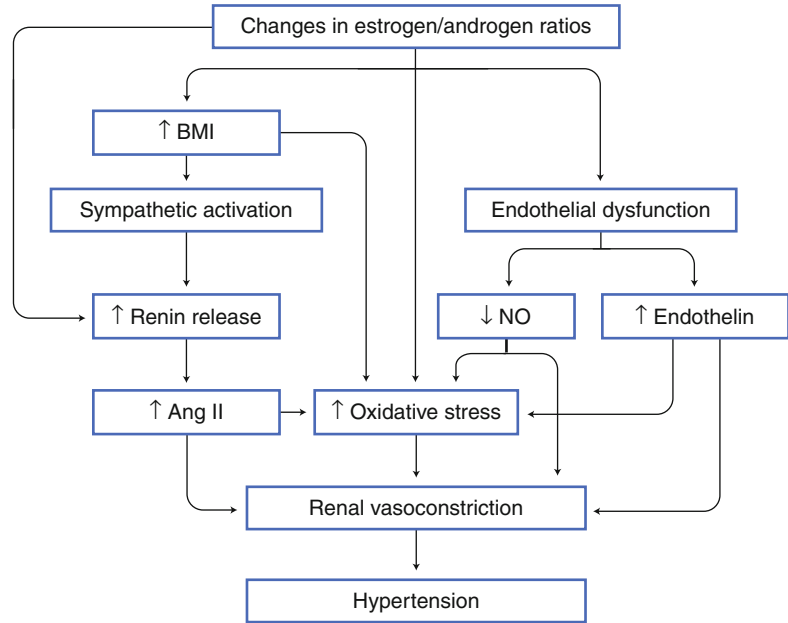 Changes in estrogen/androgen ratios
↑ BMI
Sympathetic activation
Endothelial dysfunction
↑ Renin release
↓ NO
↑ Endothelin
↑ Ang II
↑ Oxidative stress
Renal vasoconstriction
Hypertension